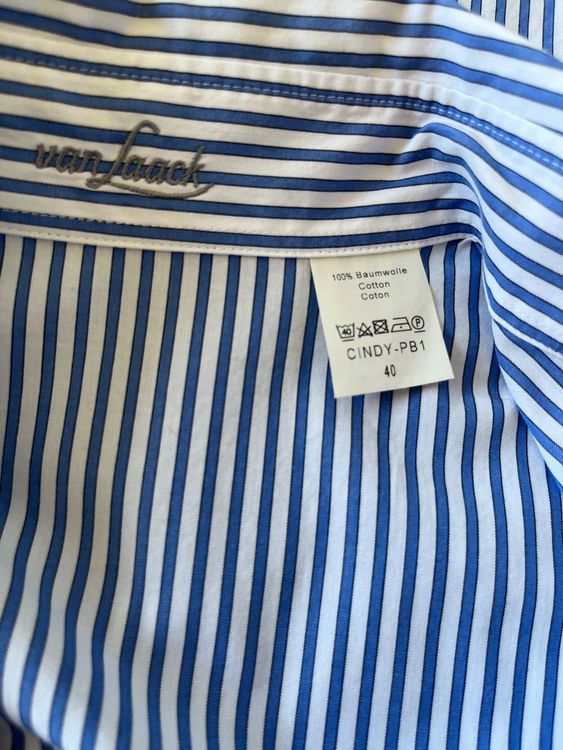 van Laack
100% Baumwolle
Cotton
Coton
40 P
CINDY-PB1
40